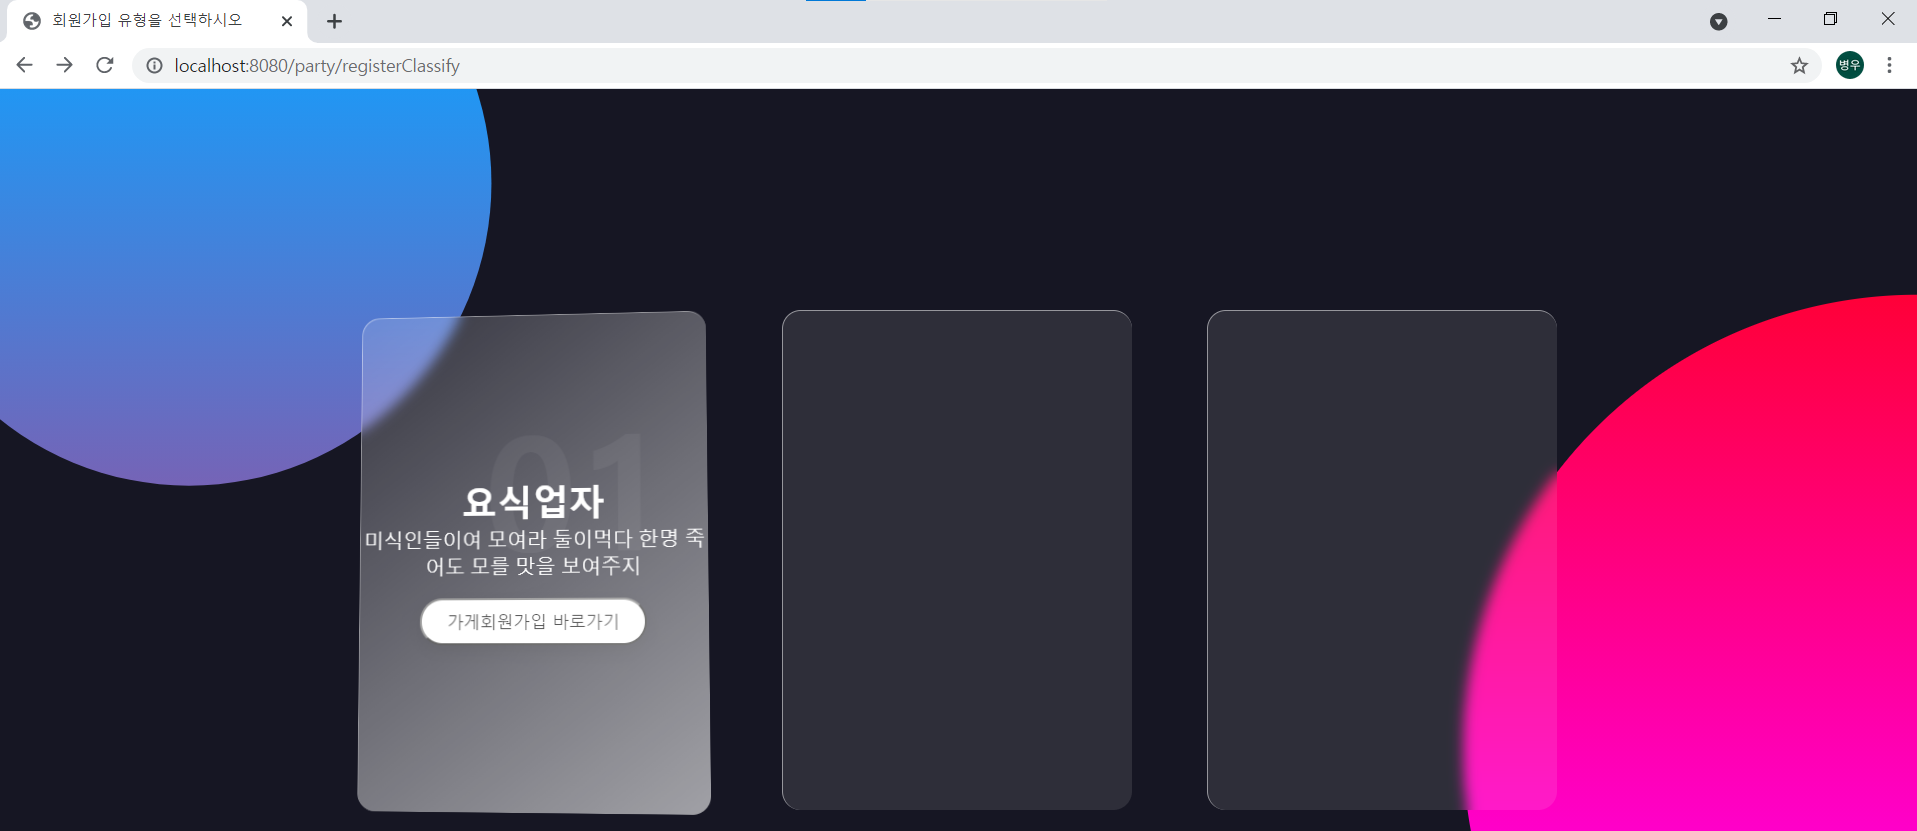 회원가입 유형을 선택하시오
localhost:8080/party/registerClassify
병우
01
요식업자
미식인들이여 모여라 둘이먹다 한명 죽
어도 모를 맛을 보여주지
가게회원가입 바로가기